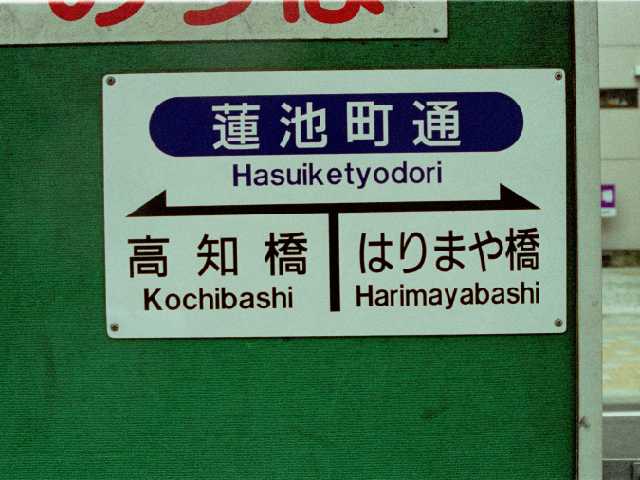 蓮池町通
Hasuiketyodori
高知橋 はりまや橋
Kochibashi Harimayabashi